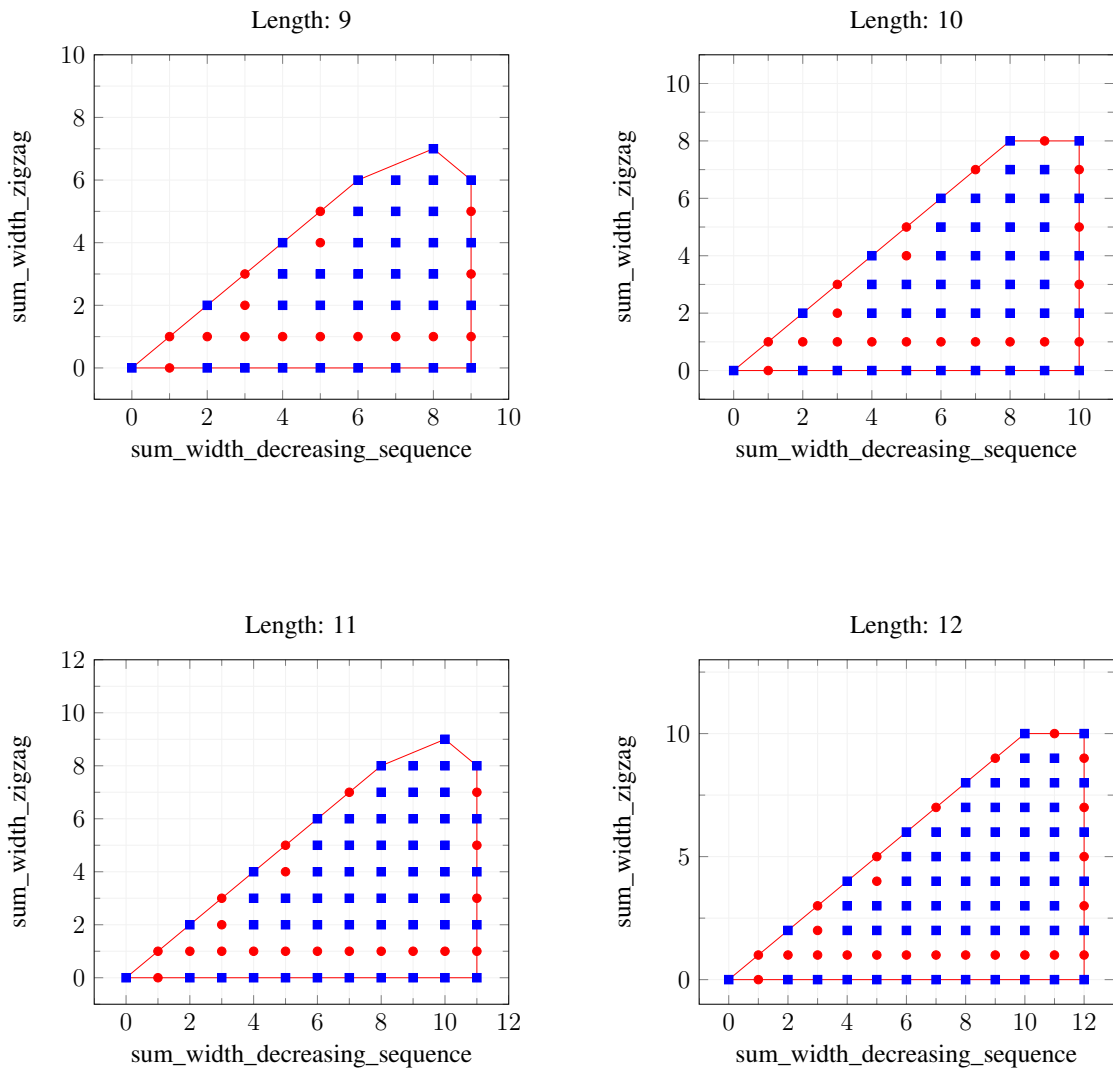 Length: 9
10
8
6
4
2
0
sum_width_zigzag
0 2 4 6 8 10
sum_width_decreasing_sequence
Length: 10
10
8
6
4
2
0
sum_width_zigzag
0 2 4 6 8 10
sum_width_decreasing_sequence
Length: 11
12
10
8
6
4
2
0
sum_width_zigzag
0 2 4 6 8 10 12
sum_width_decreasing_sequence
Length: 12
10
5
0
sum_width_zigzag
0 2 4 6 8 10 12
sum_width_decreasing_sequence